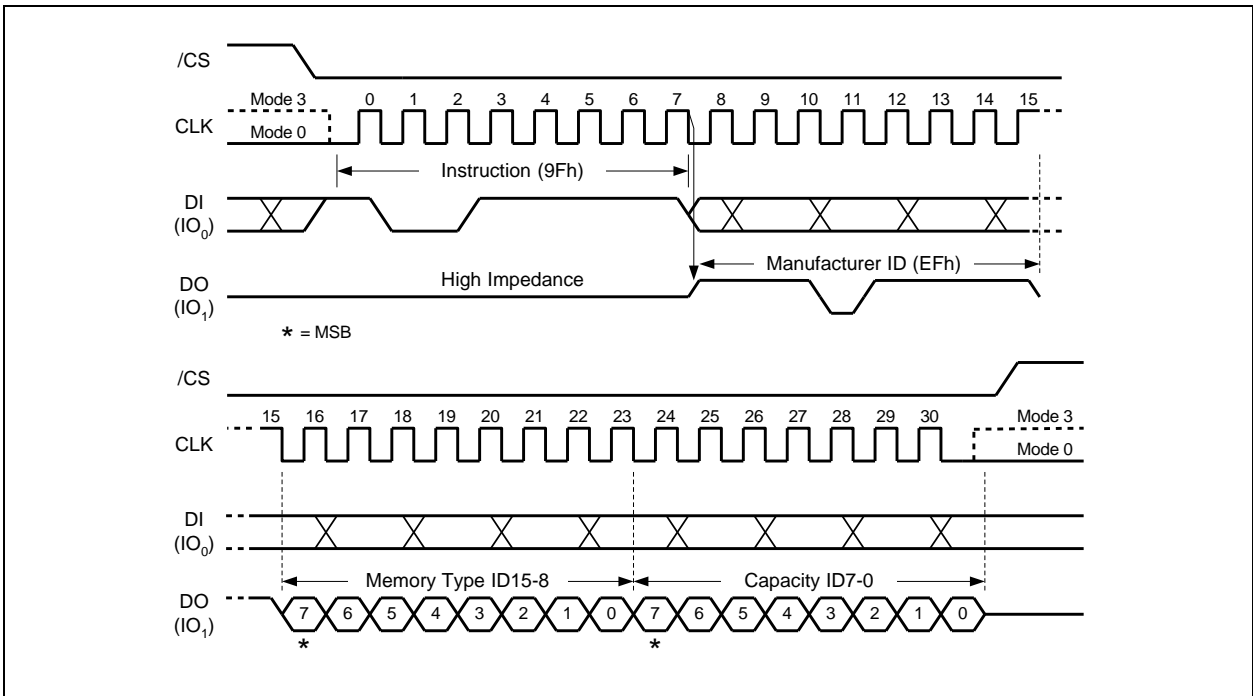 /CS
Mode 3 0 1 2 3 4 5 6 7 8 9 10 11 12 13 14 15
CLK
Mode 0
Instruction (9Fh)
DI
(IO0)
Manufacturer ID (EFh)
High Impedance
DO
(IO1)
* = MSB
/CS
15 16 17 18 19 20 21 22 23 24 25 26 27 28 29 30 Mode 3
CLK
Mode 0
DI
(IO0)
Memory Type ID15-8 Capacity ID7-0
DO
(IO1)
7 6 5 4 3 2 1 0 7 6 5 4 3 2 1 0
* *